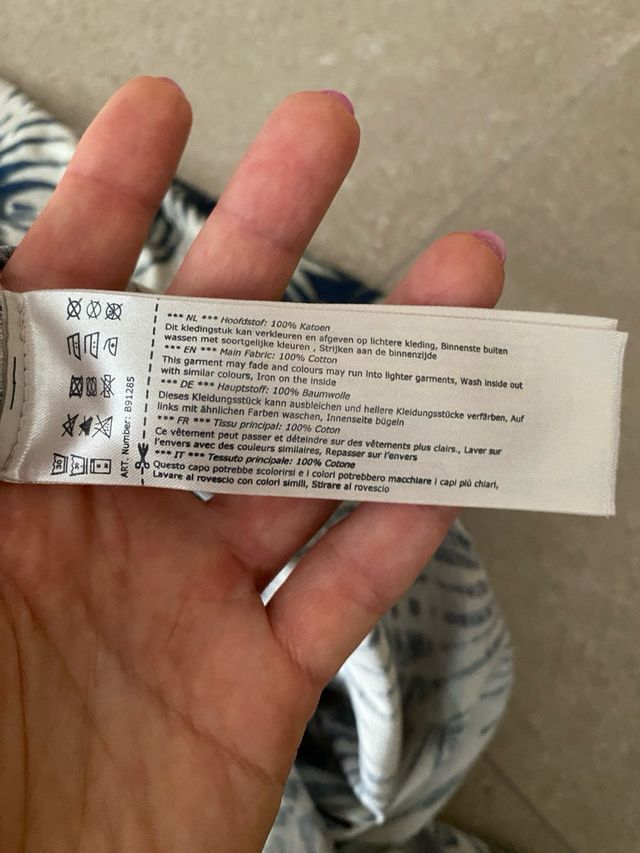 *** NL *** Hoofdstof: 100% Katoen
Dit kledingstuk kan verkleuren en afgeven op lichtere kleding, Binnenste buiten
wassen met soortgelijke kleuren , Strijken aan de binnenzijde
*** EN *** Main Fabric: 100% Cotton
This garment may fade and colours may run into lighter garments, Wash inside out
with similar colours, Iron on the inside
*** DE *** Hauptstoff: 100% Baumwolle
Dieses Kleidungsstück kann ausbleichen und hellere Kleidungsstücke verfärben, Auf
links mit ähnlichen Farben waschen, Innenseite bügeln
*** FR *** Tissu principal: 100% Coton
Ce vêtement peut passer et déteindre sur des vêtements plus clairs., Laver sur
l'envers avec des couleurs similaires, Repasser sur l'envers
*** IT *** Tessuto principale: 100% Cotone
Questo capo potrebbe scolorirsi e i colori potrebbero macchiare i capi più chiari,
Lavare al rovescio con colori simili, Stirare al rovescio
ART. Number: B91285